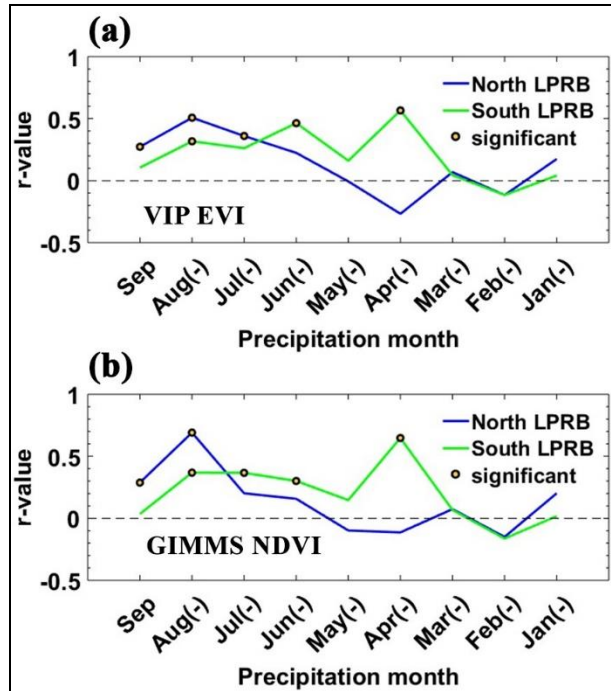 (a)
1
0.5
0
-0.5
r-value
North LPRB
South LPRB
significant
VIP EVI
Sep
Aug(-)
Jul(-)
Jun(-)
May(-)
Apr(-)
Mar(-)
Feb(-)
Jan(-)
Precipitation month
(b)
1
0.5
0
-0.5
r-value
North LPRB
South LPRB
significant
GIMMS NDVI
Sep
Aug(-)
Jul(-)
Jun(-)
May(-)
Apr(-)
Mar(-)
Feb(-)
Jan(-)
Precipitation month